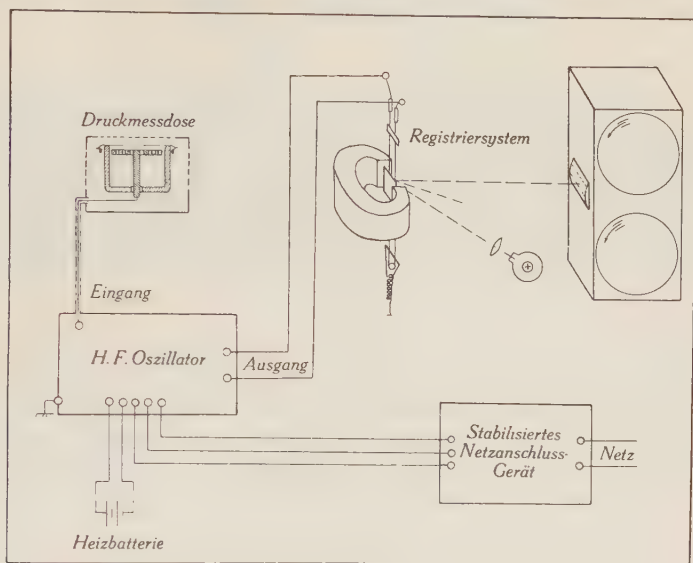 Druckmessdose
Registriersystem
Eingang
H. F. Oszillator
Ausgang
Stabilisiertes
Netzanschluss-
Gerät
Netz
Heizbatterie